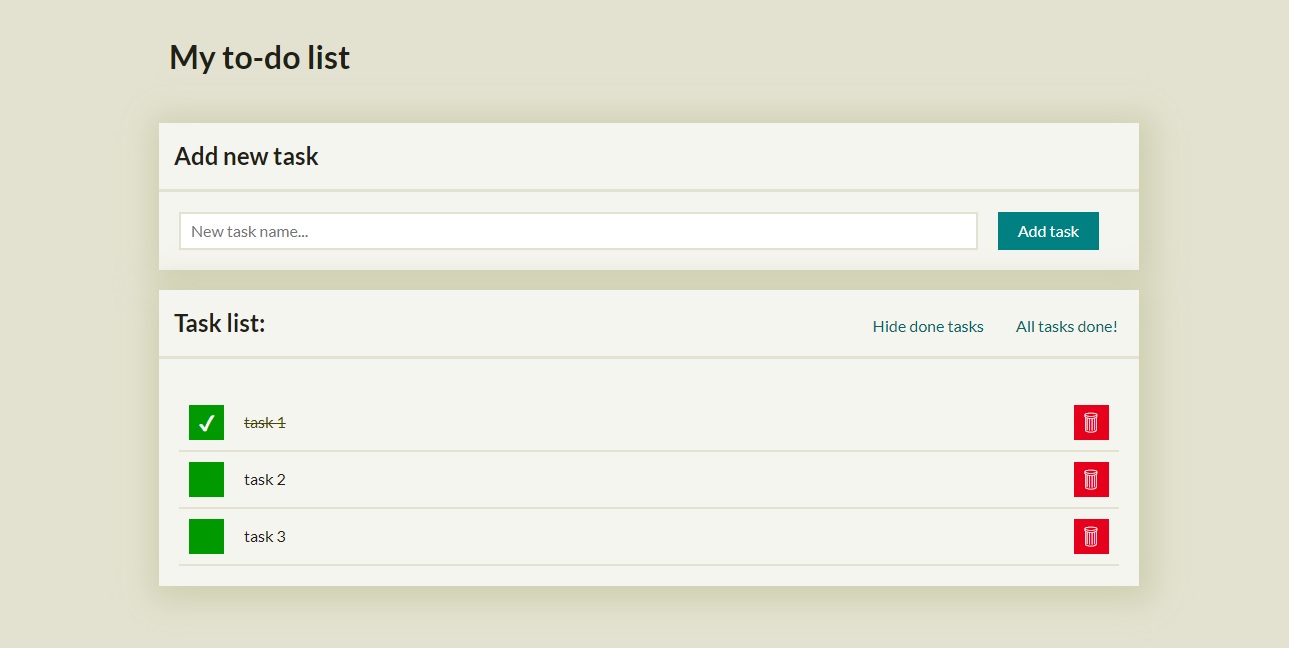 My to-do list
Add new task
New task name... Add task
Task list: Hide done tasks All tasks done!
✓ task 1
task 2
task 3